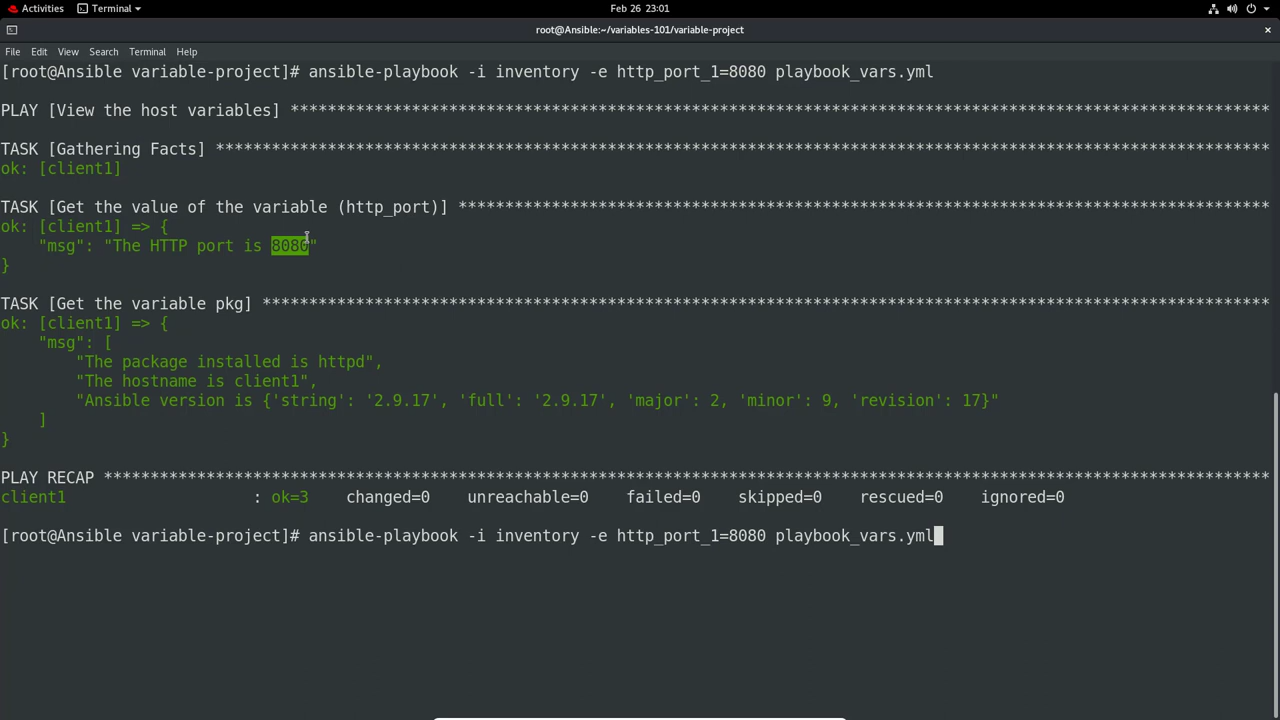 Activities
Terminal
Feb 26 23:01
root@Ansible:~/variables-101/variable-project
×
File Edit View Search Terminal Help
[root@Ansible variable-project]# ansible-playbook -i inventory -e http_port_1=8080 playbook_vars.yml
PLAY [View the host variables] ********************************************************************************************************
TASK [Gathering Facts] ****************************************************************************************************************
ok: [client1]
TASK [Get the value of the variable (http_port)] **************************************************************************************
ok: [client1] => {
    "msg": "The HTTP port is 8080"
}
TASK [Get the variable pkg] ***********************************************************************************************************
ok: [client1] => {
    "msg": [
        "The package installed is httpd",
        "The hostname is client1",
        "Ansible version is {'string': '2.9.17', 'full': '2.9.17', 'major': 2, 'minor': 9, 'revision': 17}"
    ]
}
PLAY RECAP ****************************************************************************************************************************
client1                    : ok=3    changed=0    unreachable=0    failed=0    skipped=0    rescued=0    ignored=0
[root@Ansible variable-project]# ansible-playbook -i inventory -e http_port_1=8080 playbook_vars.yml